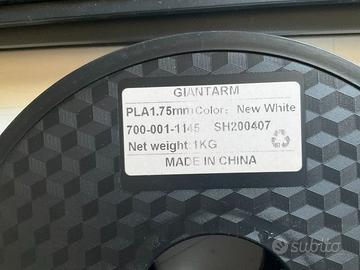 GIANTARM
PLA1.75mm Color: New White
700-001-1145 SH200407
Net weight:1KG
MADE IN CHINA
subito